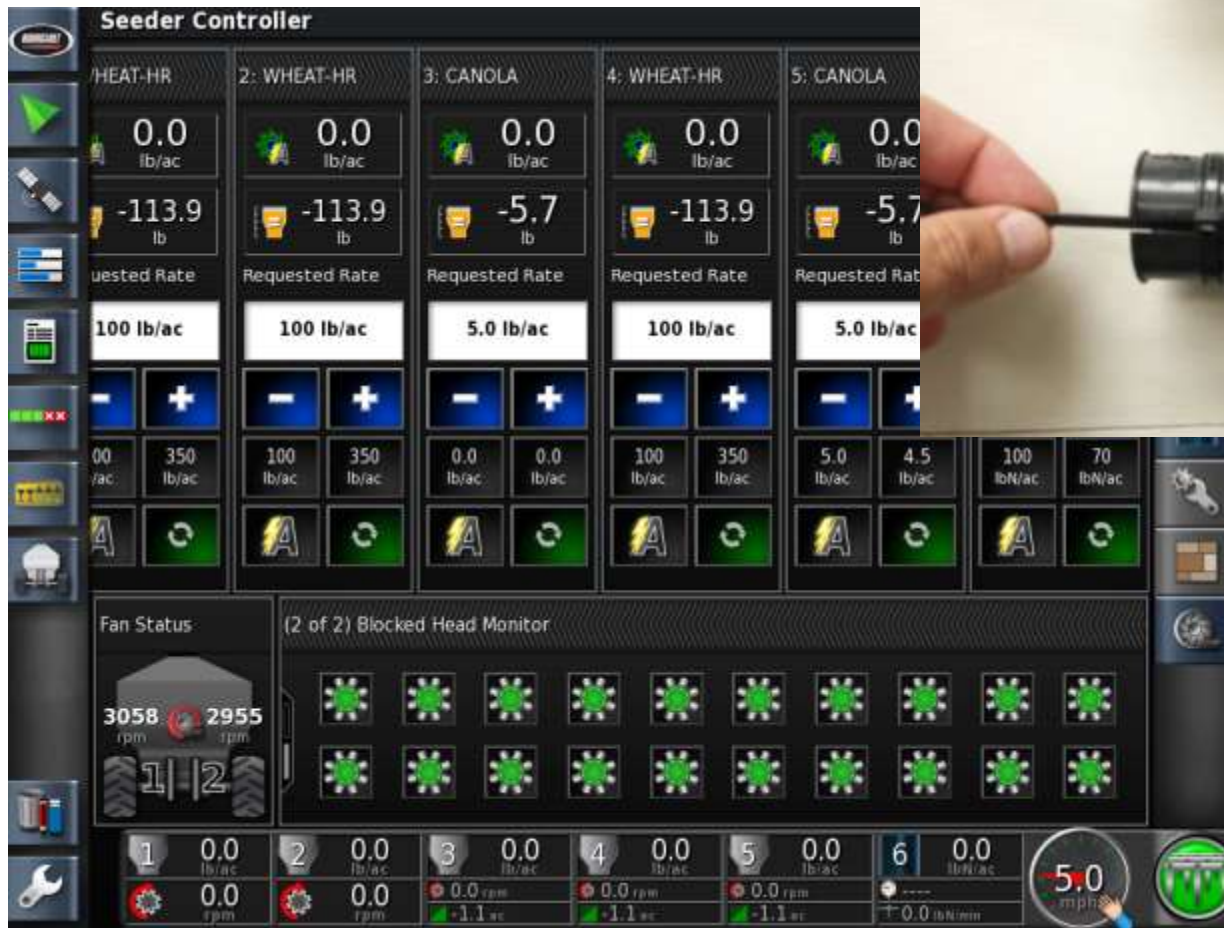 Seeder Controller
HEAT-HR
2: WHEAT-HR
3: CANOLA
4: WHEAT-HR
5: CANOLA
0.0 0.0 0.0 0.0 0.0
lb/ac lb/ac lb/ac lb/ac lb/ac
-113.9 -113.9 -5.7 -113.9 -5.7
lb lb lb lb lb
uested Rate Requested Rate Requested Rate Requested Rate Requested Rat
100 lb/ac 100 lb/ac 5.0 lb/ac 100 lb/ac 5.0 lb/ac
00 350 100 350 0.0 0.0 100 350 5.0 4.5 100 70
/ac lb/ac lb/ac lb/ac lb/ac lb/ac lb/ac lb/ac lb/ac lb/ac lbN/ac lbN/ac
A A A A A A
Fan Status
(2 of 2) Blocked Head Monitor
3058 2955
rpm rpm
1 2
1 0.0 2 0.0 3 0.0 4 0.0 5 0.0 6 0.0
lb/ac lb/ac lb/ac lb/ac lb/ac lbN/ac
0.0 0.0 0.0 rpm 0.0 rpm 0.0 rpm ----
rpm rpm -1.1 ac -1.1 ac -1.1 ac 0.0 lbN/min
5.0
mph